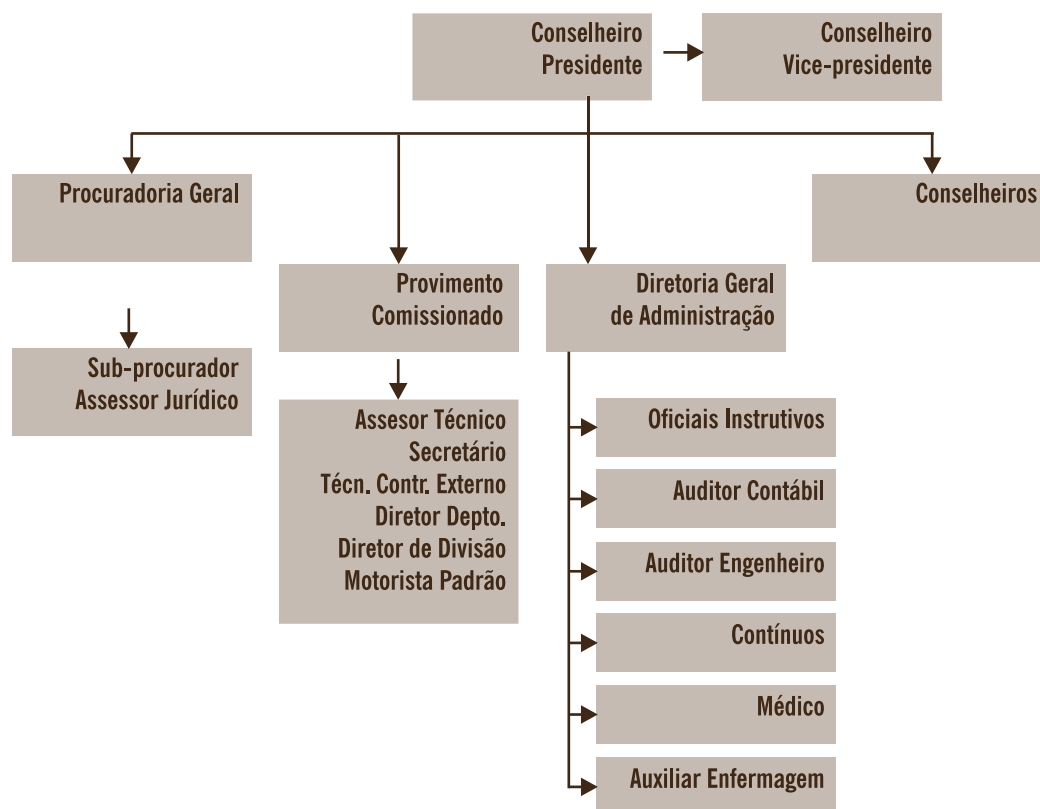 Conselheiro
Presidente
Conselheiro
Vice-presidente
Procuradoria Geral
Conselheiros
Provimento
Comissionado
Diretoria Geral
de Administração
Sub-procurador
Assessor Jurídico
Assesor Técnico
Secretário
Técn. Contr. Externo
Diretor Depto.
Diretor de Divisão
Motorista Padrão
Oficiais Instrutivos
Auditor Contábil
Auditor Engenheiro
Contínuos
Médico
Auxiliar Enfermagem